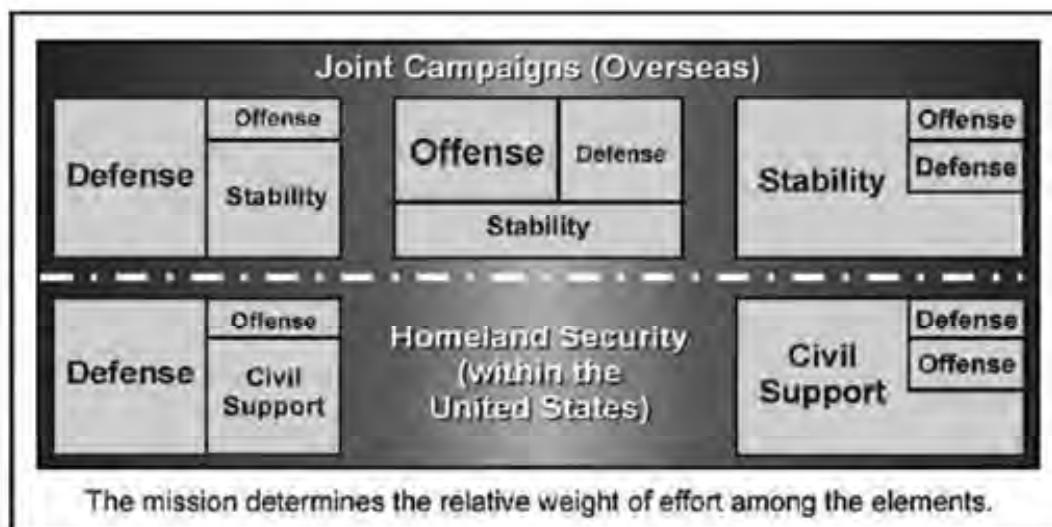 Joint Campaigns (Overseas)
Defense
Offense
Stability
Offense
Defense
Stability
Stability
Offense
Defense
Defense
Offense
Civil
Support
Homeland Security
(within the
United States)
Civil
Support
Defense
Offense
The mission determines the relative weight of effort among the elements.